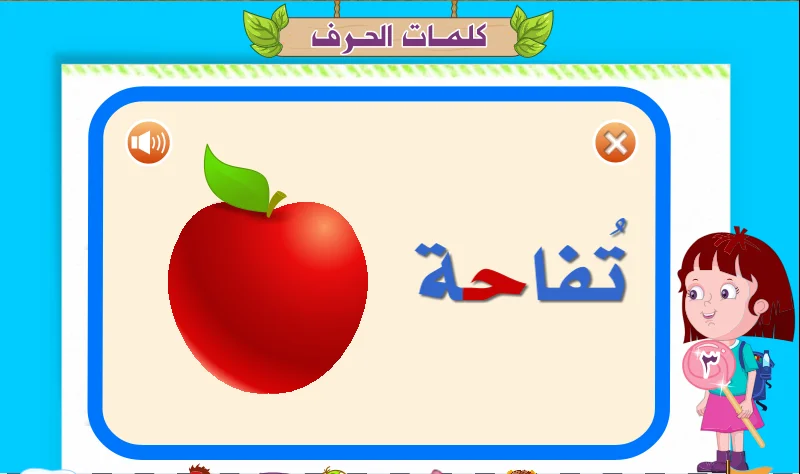 كلمات الحرف
تُفاحة
٣